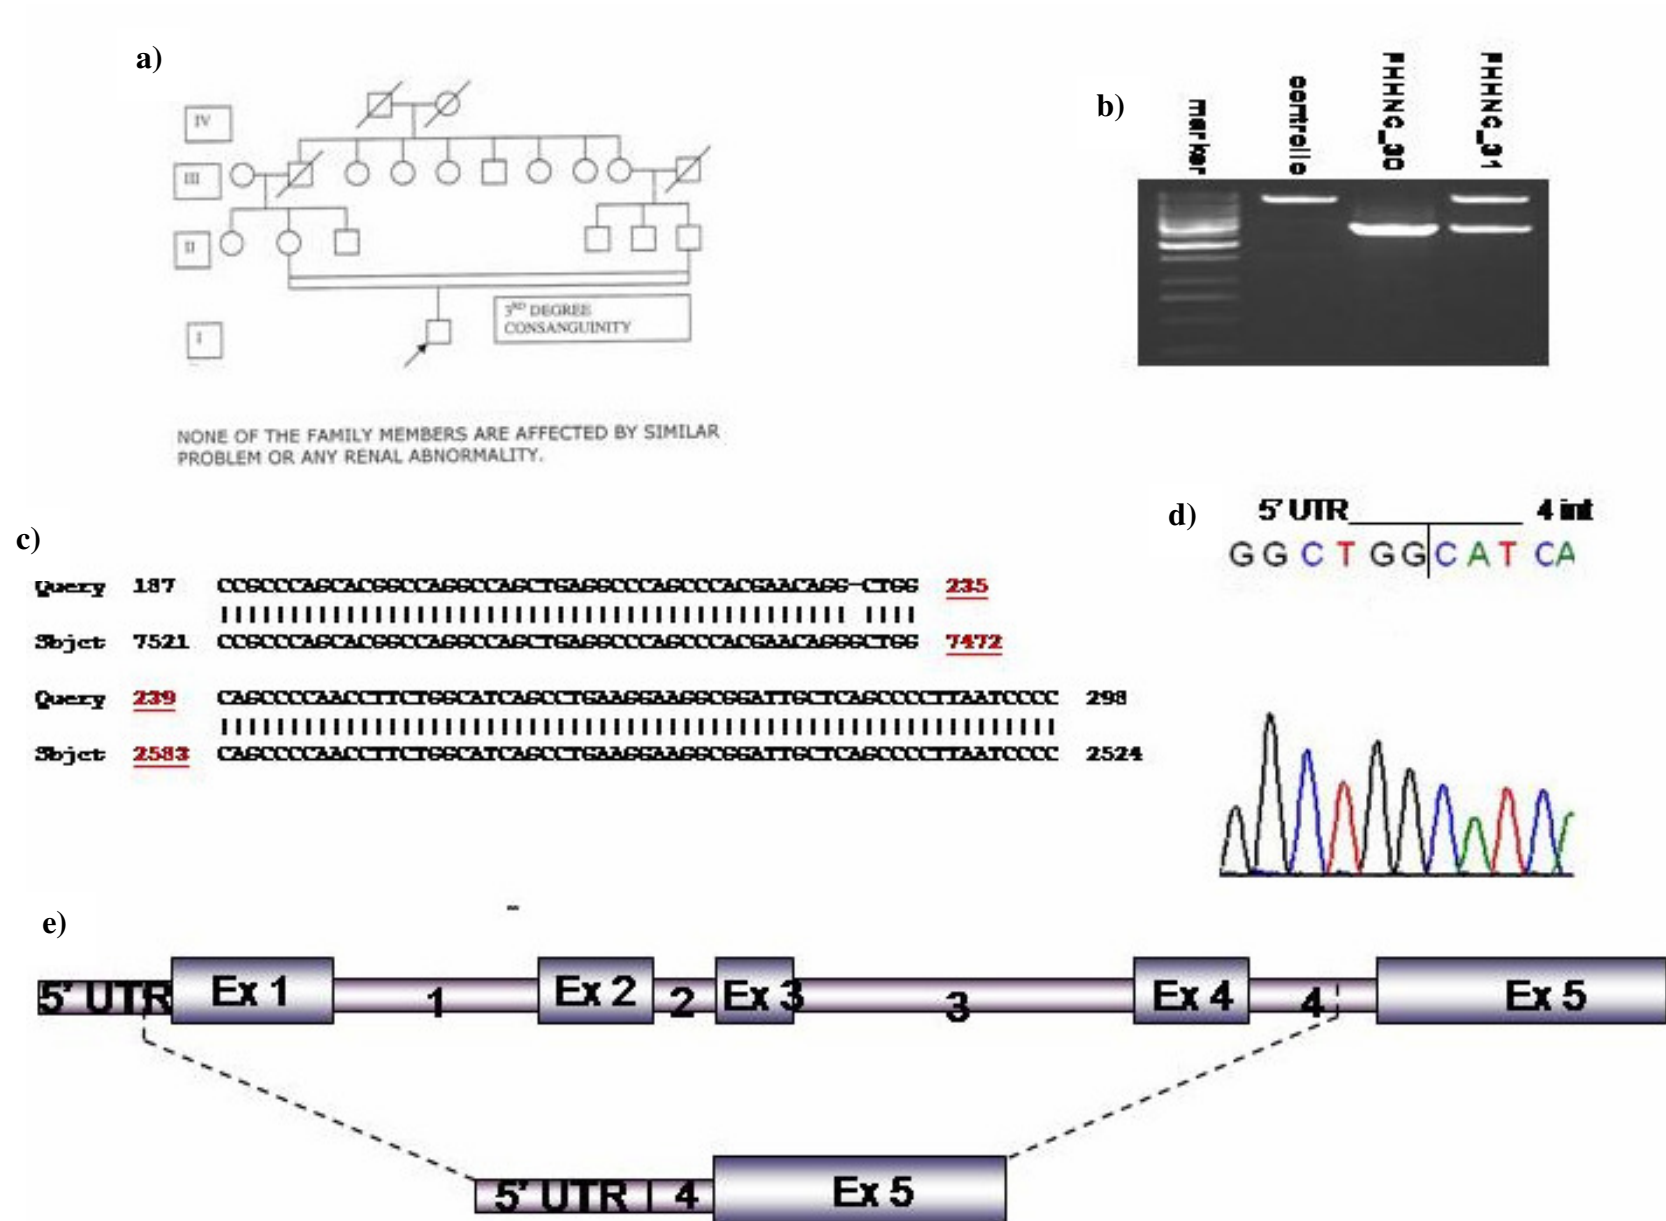 a)
IV
III
II
I
3RD DEGREE
CONSANGUINITY
NONE OF THE FAMILY MEMBERS ARE AFFECTED BY SIMILAR
PROBLEM OR ANY RENAL ABNORMALITY.
b)
marker
controllo
FHHNC_30
FHHNC_31
c)
Query 187 CCGCCCAGCACGGCCAGGCCAGCTGAGGCCCAGCCCACGAACAGG-CTGG 235
Sbjct 7521 CCGCCCAGCACGGCCAGGCCAGCTGAGGCCCAGCCCACGAACAGGGCTGG 7472
Query 239 CAGCCCCAACCTTCTGGCATCAGCCTGAAGGAAGGCGGATTGCTCAGCCCCTTAATCCCC 298
Sbjct 2583 CAGCCCCAACCTTCTGGCATCAGCCTGAAGGAAGGCGGATTGCTCAGCCCCTTAATCCCC 2524
d)
5' UTR 4 int
GGCTGGCATCA
e)
5' UTR Ex 1 1 Ex 2 2 Ex 3 3 Ex 4 4 Ex 5
5' UTR 4 Ex 5